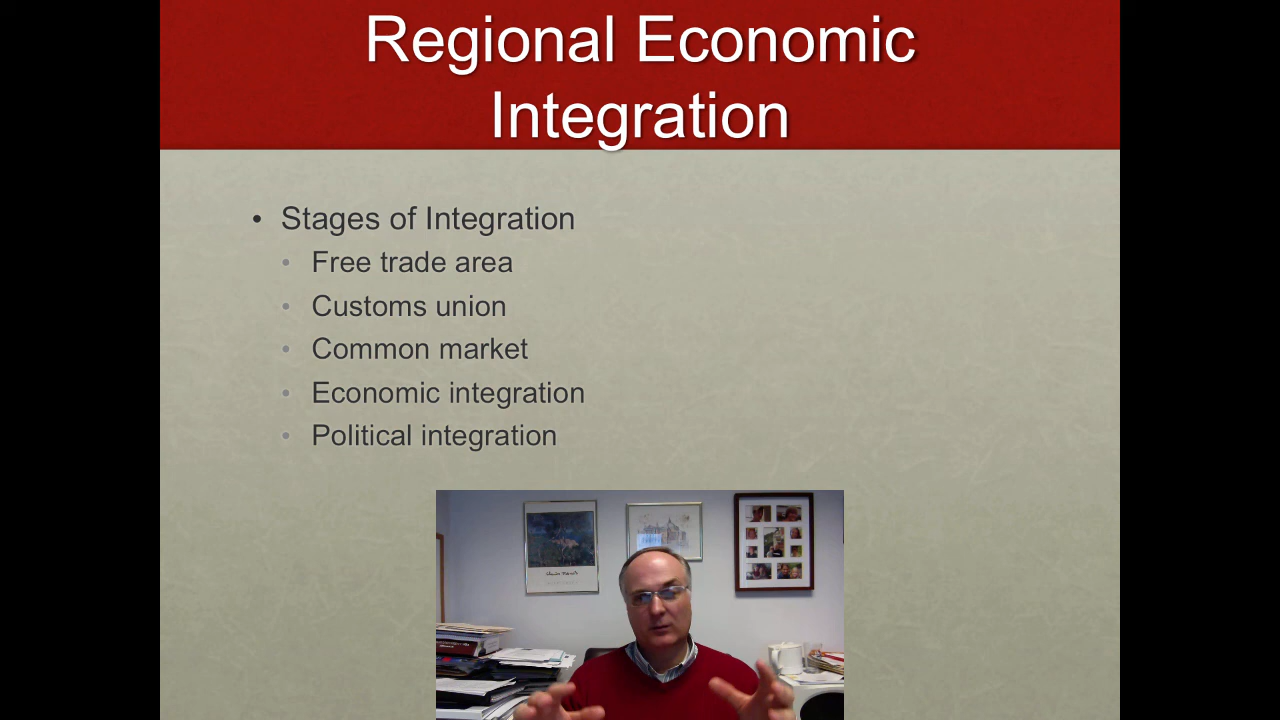 Regional Economic
Integration
• Stages of Integration
• Free trade area
• Customs union
• Common market
• Economic integration
• Political integration